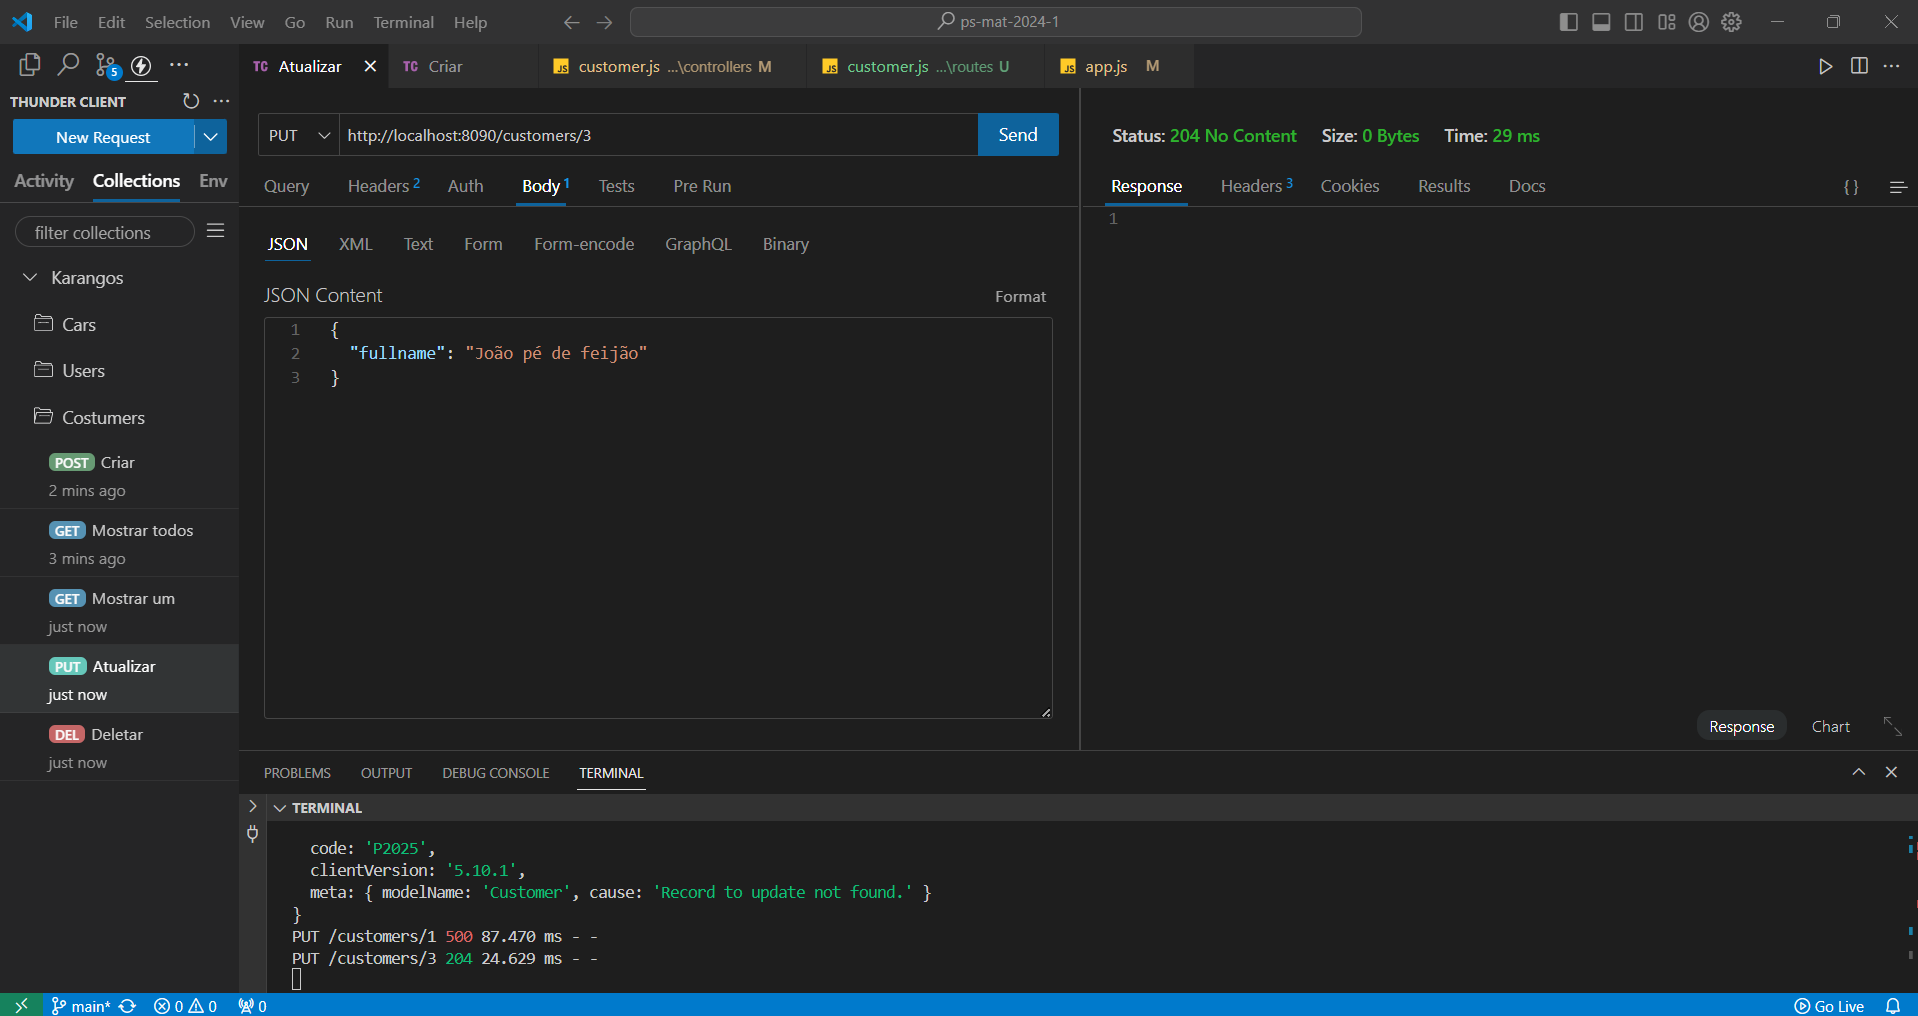 File Edit Selection View Go Run Terminal Help
ps-mat-2024-1
5
TC Atualizar
TC Criar
JS customer.js ...\controllers M
JS customer.js ...\routes U
JS app.js M
THUNDER CLIENT
New Request
Activity Collections Env
filter collections
Karangos
Cars
Users
Costumers
POST Criar
2 mins ago
GET Mostrar todos
3 mins ago
GET Mostrar um
just now
PUT Atualizar
just now
DEL Deletar
just now
PUT http://localhost:8090/customers/3 Send
Query Headers 2 Auth Body 1 Tests Pre Run
JSON XML Text Form Form-encode GraphQL Binary
JSON Content Format
1 {
2 "fullname": "João pé de feijão"
3 }
Status: 204 No Content Size: 0 Bytes Time: 29 ms
Response Headers 3 Cookies Results Docs { }
1
Response Chart
PROBLEMS OUTPUT DEBUG CONSOLE TERMINAL
TERMINAL
code: 'P2025',
clientVersion: '5.10.1',
meta: { modelName: 'Customer', cause: 'Record to update not found.' }
}
PUT /customers/1 500 87.470 ms - -
PUT /customers/3 204 24.629 ms - -
main* 0 0 0 Go Live